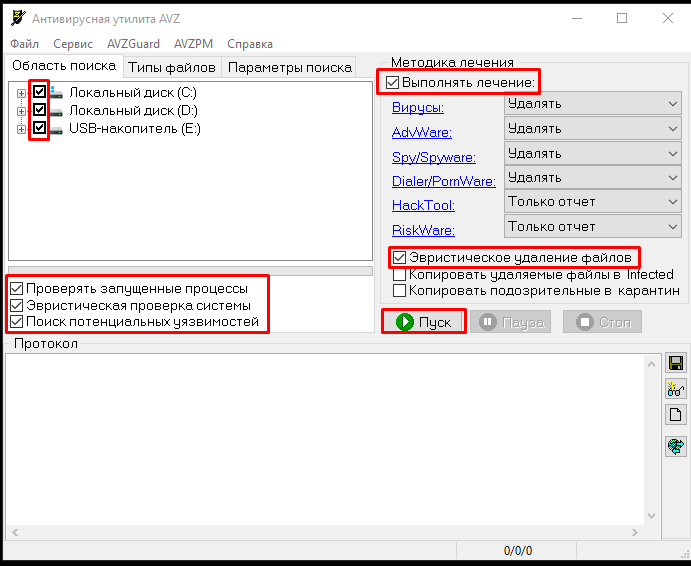 Антивирусная утилита AVZ
Файл Сервис AVZGuard AVZPM Справка
Область поиска Типы файлов Параметры поиска
Локальный диск (C:)
Локальный диск (D:)
USB-накопитель (E:)
Проверять запущенные процессы
Эвристическая проверка системы
Поиск потенциальных уязвимостей
Методика лечения
Выполнять лечение:
Вирусы: Удалять
AdvWare: Удалять
Spy/Spyware: Удалять
Dialer/PornWare: Удалять
HackTool: Только отчет
RiskWare: Только отчет
Эвристическое удаление файлов
Копировать удаляемые файлы в Infected
Копировать подозрительные в карантин
Пуск Пауза Стоп
Протокол
0/0/0